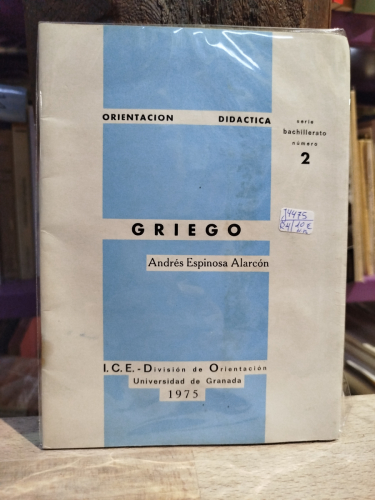 ORIENTACION DIDACTICA
serie
bachillerato
número
2
GRIEGO
Andrés Espinosa Alarcón
I.C.E.-División de Orientación
Universidad de Granada
1975